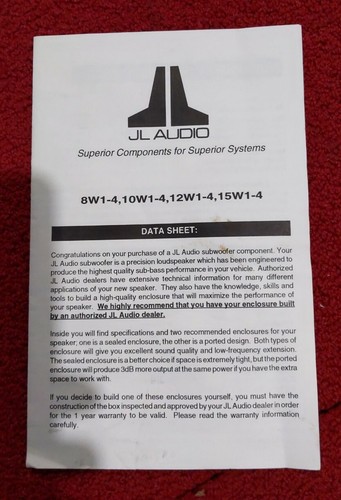 JL AUDIO
Superior Components for Superior Systems
8W1-4,10W1-4,12W1-4,15W1-4
DATA SHEET:
Congratulations on your purchase of a JL Audio subwoofer component. Your
JL Audio subwoofer is a precision loudspeaker which has been engineered to
produce the highest quality sub-bass performance in your vehicle. Authorized
JL Audio dealers have extensive technical information for many different
applications of your new speaker. They also have the knowledge, skills and
tools to build a high-quality enclosure that will maximize the performance of
your speaker. We highly recommend that you have your enclosure built
by an authorized JL Audio dealer.
Inside you will find specifications and two recommended enclosures for your
speaker; one is a sealed enclosure, the other is a ported design. Both types of
enclosure will give you excellent sound quality and low-frequency extension.
The sealed enclosure is a better choice if space is extremely tight, but the ported
enclosure will produce 3dB more output at the same power if you have the extra
space to work with.
If you decide to build one of these enclosures yourself, you must have the
construction of the box inspected and approved by your JL Audio dealer in order
for the 1 year warranty to be valid. Please read the warranty information
carefully.